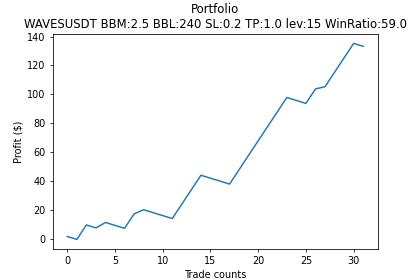 Portfolio
WAVESUSDT BBM:2.5 BBL:240 SL:0.2 TP:1.0 lev:15 WinRatio:59.0
140
120
100
80
60
40
20
0
Profit ($)
0 5 10 15 20 25 30
Trade counts